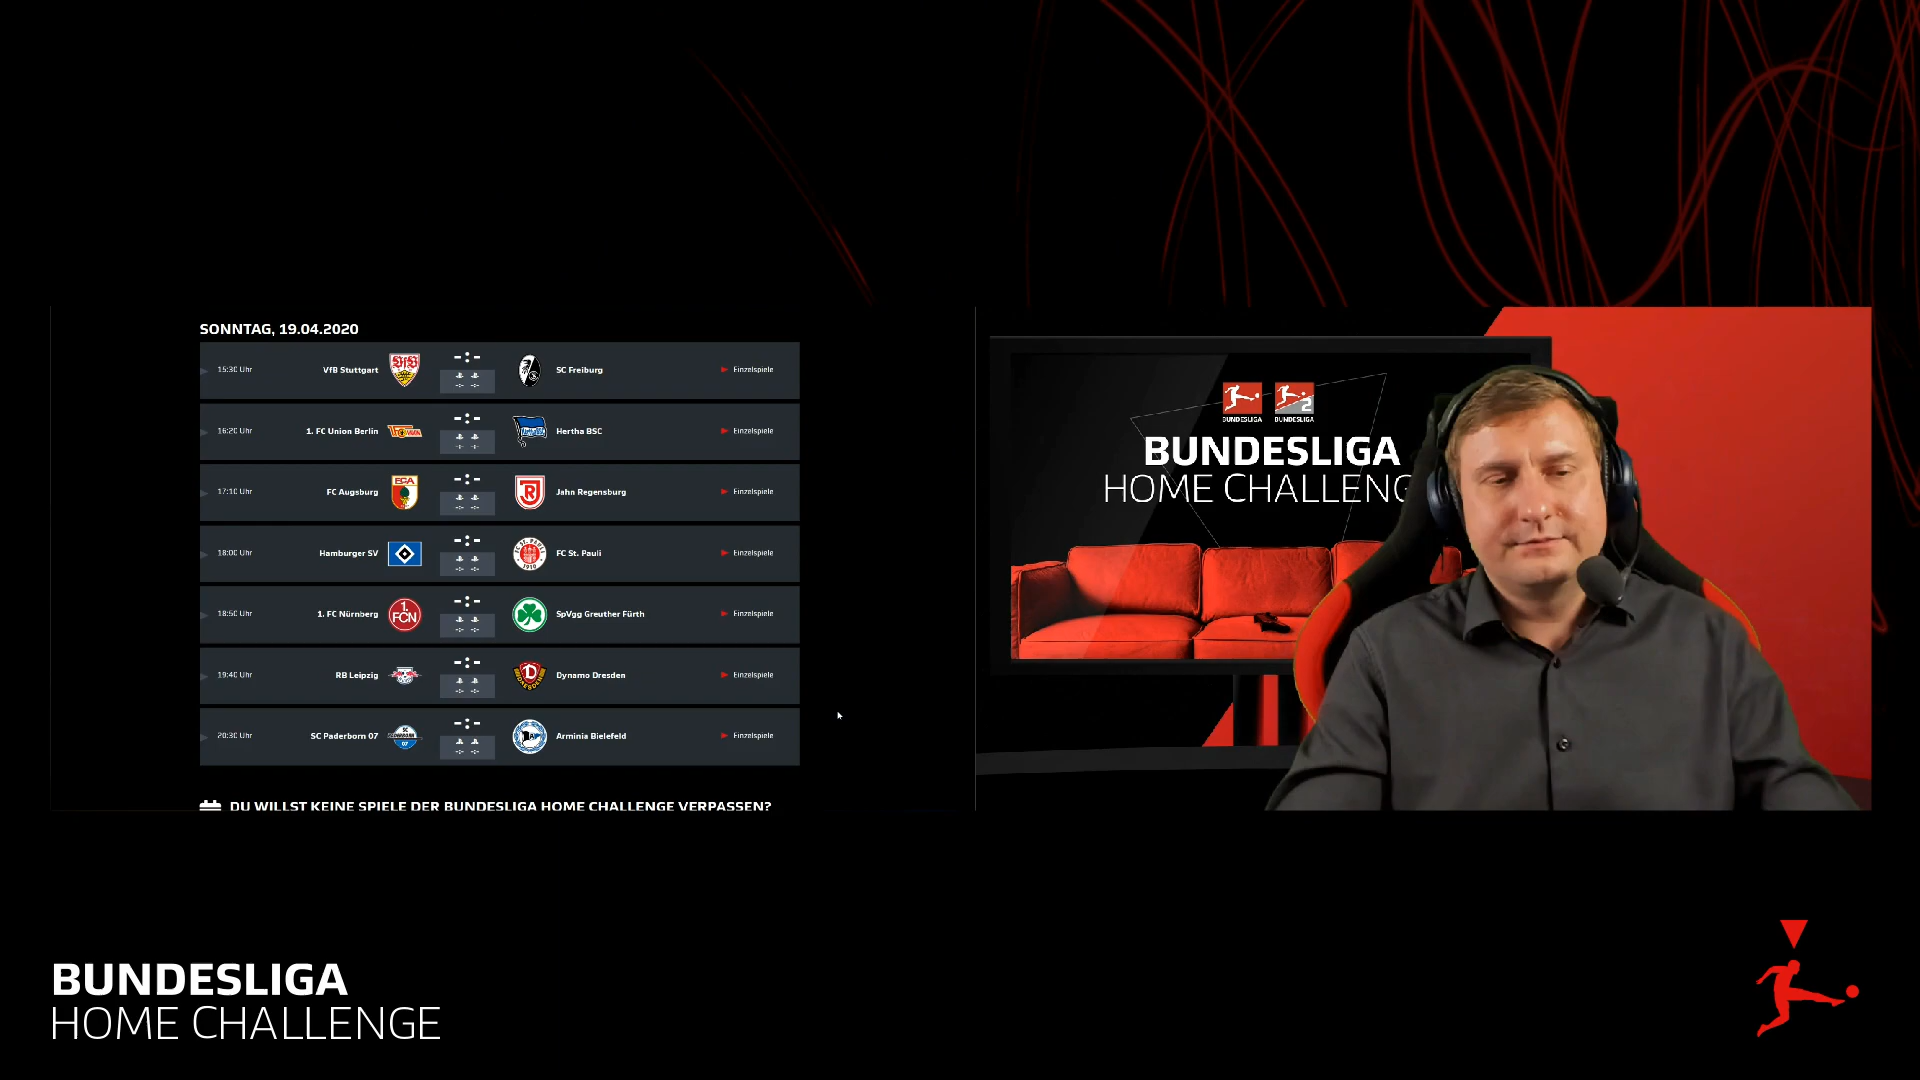 SONNTAG, 19.04.2020
15:30 Uhr VfB Stuttgart -:- SC Freiburg Einzelspiele
16:20 Uhr 1. FC Union Berlin -:- Hertha BSC Einzelspiele
17:10 Uhr FC Augsburg -:- Jahn Regensburg Einzelspiele
18:00 Uhr Hamburger SV -:- FC St. Pauli Einzelspiele
18:50 Uhr 1. FC Nürnberg -:- SpVgg Greuther Fürth Einzelspiele
19:40 Uhr RB Leipzig -:- Dynamo Dresden Einzelspiele
20:30 Uhr SC Paderborn 07 -:- Arminia Bielefeld Einzelspiele
DU WILLST KEINE SPIELE DER BUNDESLIGA HOME CHALLENGE VERPASSEN?
BUNDESLIGA BUNDESLIGA
BUNDESLIGA
HOME CHALLENG
BUNDESLIGA
HOME CHALLENGE